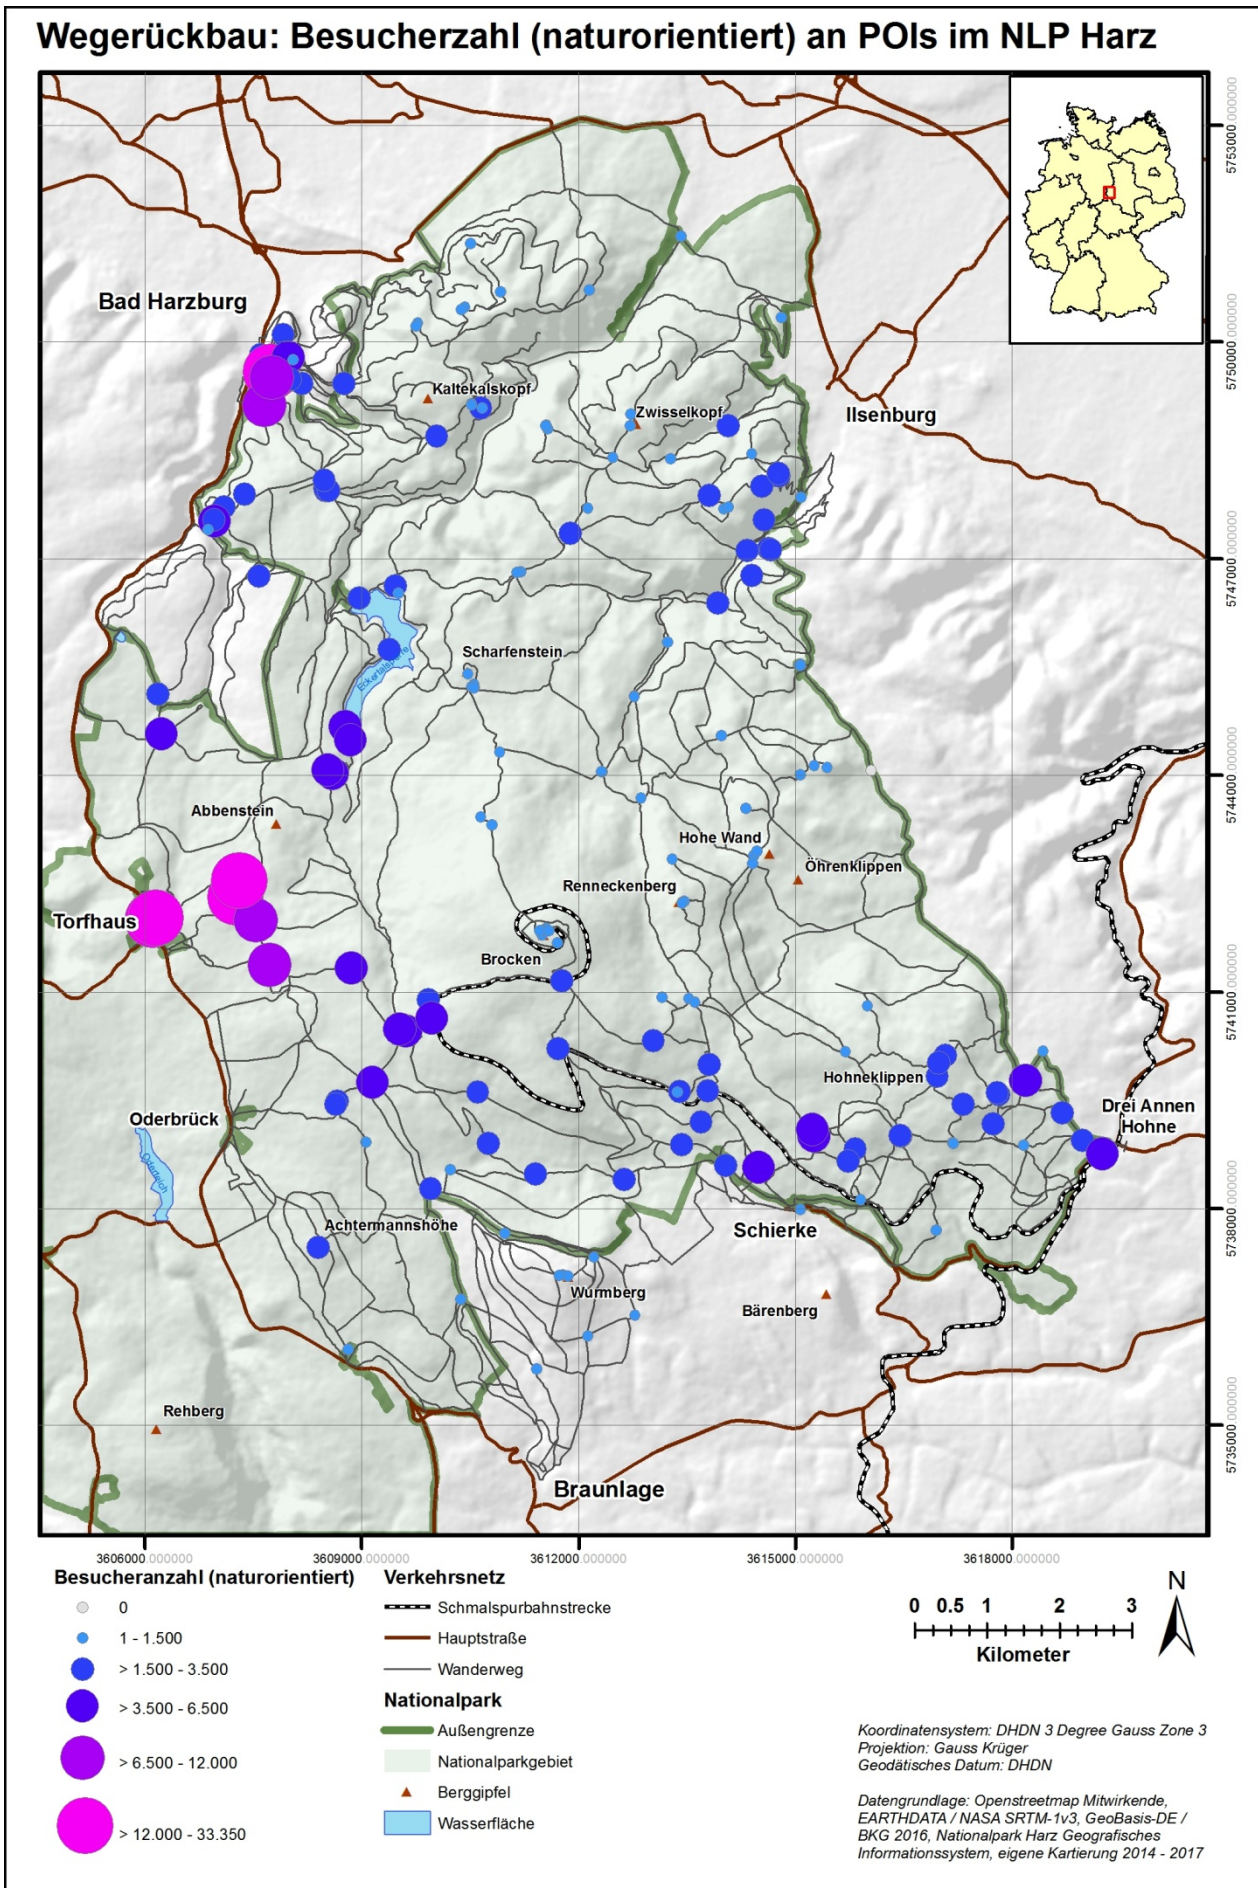 Wegerückbau: Besucherzahl (naturorientiert) an POIs im NLP Harz
5753000.000000
Bad Harzburg
5750000.000000
Kaltekalskopf
Zwisselkopf
Ilsenburg
5747000.000000
Scharfenstein
Eckertalsperre
5744000.000000
Abbenstein
Hohe Wand
Öhrenklippen
Renneckenberg
Torfhaus
Brocken
5741000.000000
Hohneklippen
Drei Annen
Hohne
Oderbrück
Oderteich
5738000.000000
Achtermannshöhe
Schierke
Wurmberg
Bärenberg
Rehberg
5735000.000000
Braunlage
3606000.000000
3609000.000000
3612000.000000
3615000.000000
3618000.000000
Besucheranzahl (naturorientiert)
0
1 - 1.500
> 1.500 - 3.500
> 3.500 - 6.500
> 6.500 - 12.000
> 12.000 - 33.350
Verkehrsnetz
Schmalspurbahnstrecke
Hauptstraße
Wanderweg
Nationalpark
Außengrenze
Nationalparkgebiet
Berggipfel
Wasserfläche
N
0 0.5 1 2 3
Kilometer
Koordinatensystem: DHDN 3 Degree Gauss Zone 3
Projektion: Gauss Krüger
Geodätisches Datum: DHDN
Datengrundlage: Openstreetmap Mitwirkende,
EARTHDATA / NASA SRTM-1v3, GeoBasis-DE /
BKG 2016, Nationalpark Harz Geografisches
Informationssystem, eigene Kartierung 2014 - 2017